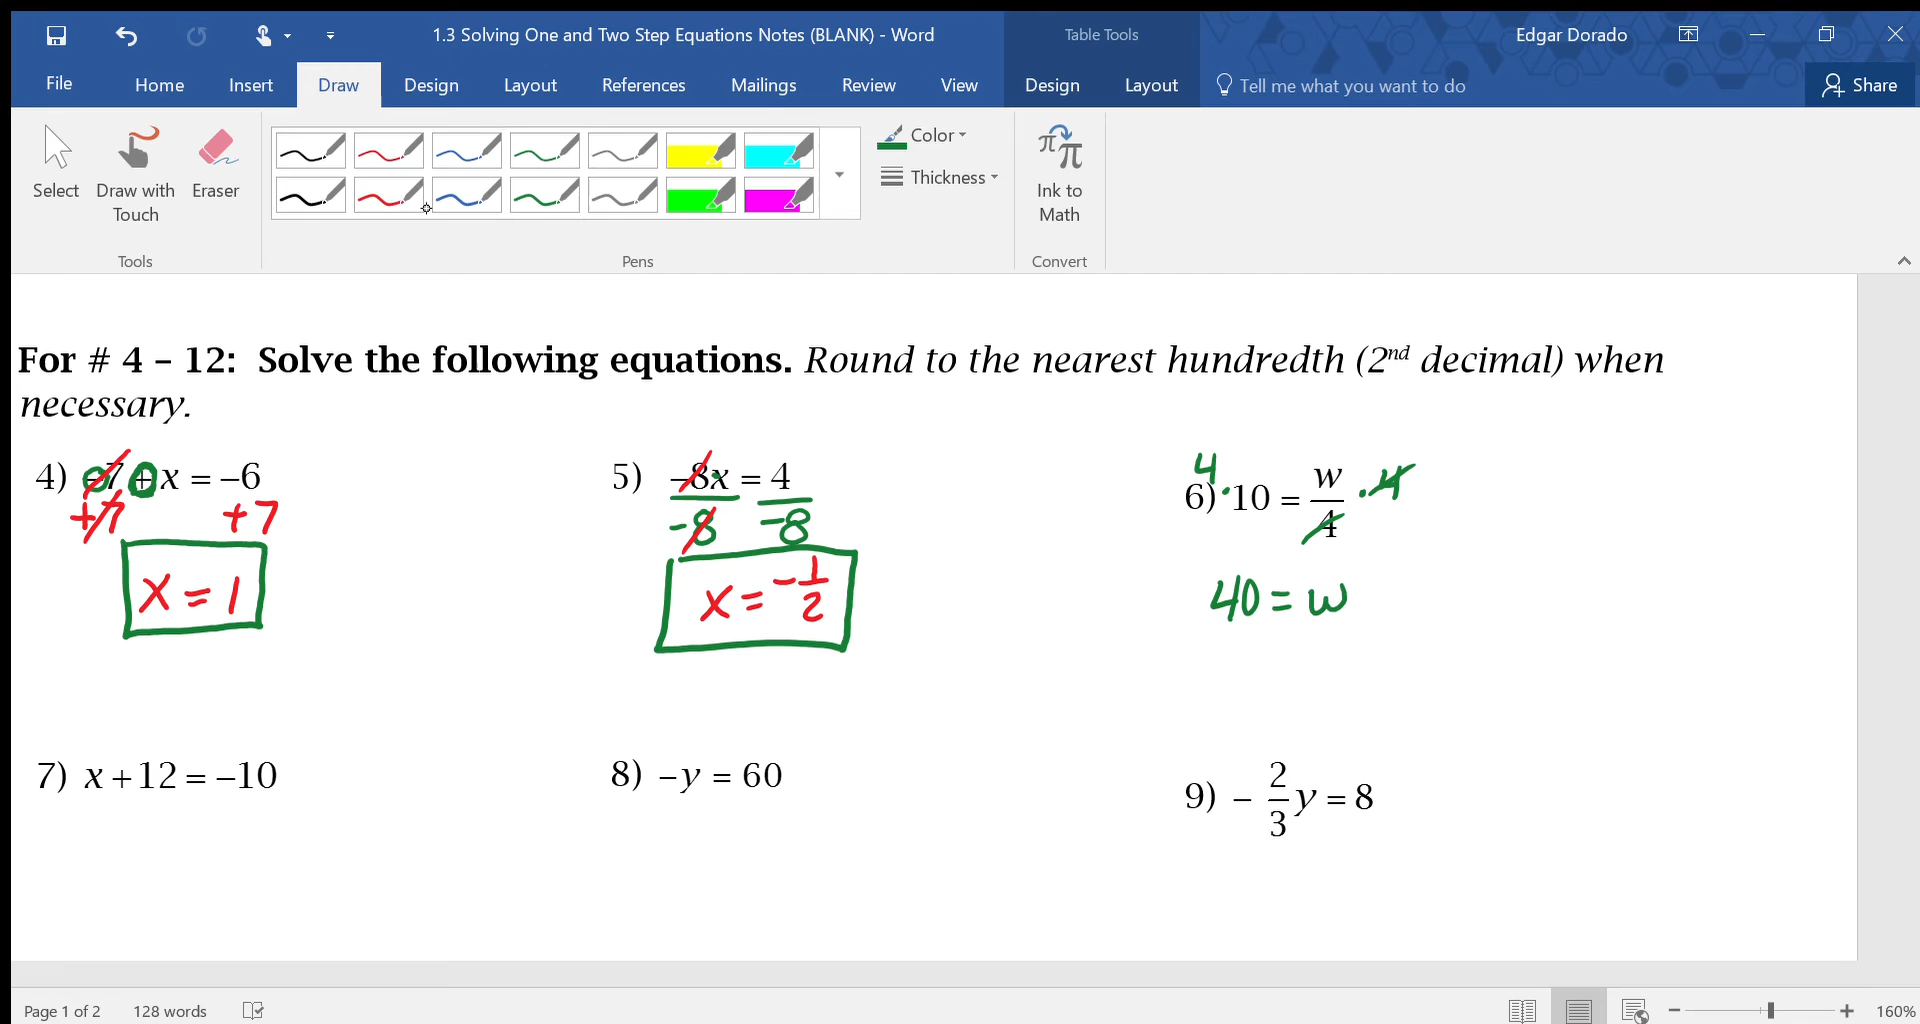 1.3 Solving One and Two Step Equations Notes (BLANK) - Word
Table Tools
Edgar Dorado
File Home Insert Draw Design Layout References Mailings Review View Design Layout Tell me what you want to do Share
Select Draw with Touch Eraser
Color
Thickness
Ink to Math
Tools Pens Convert
For # 4 – 12: Solve the following equations. Round to the nearest hundredth (2nd decimal) when
necessary.
4) -7 + x = –6
+7 +7
x = 1
5) –8x = 4
-8 -8
x = -1/2
4 ·
6) 10 = w/4 · 4
40 = w
7) x + 12 = –10
8) –y = 60
9) – 2/3 y = 8
Page 1 of 2 128 words 160%